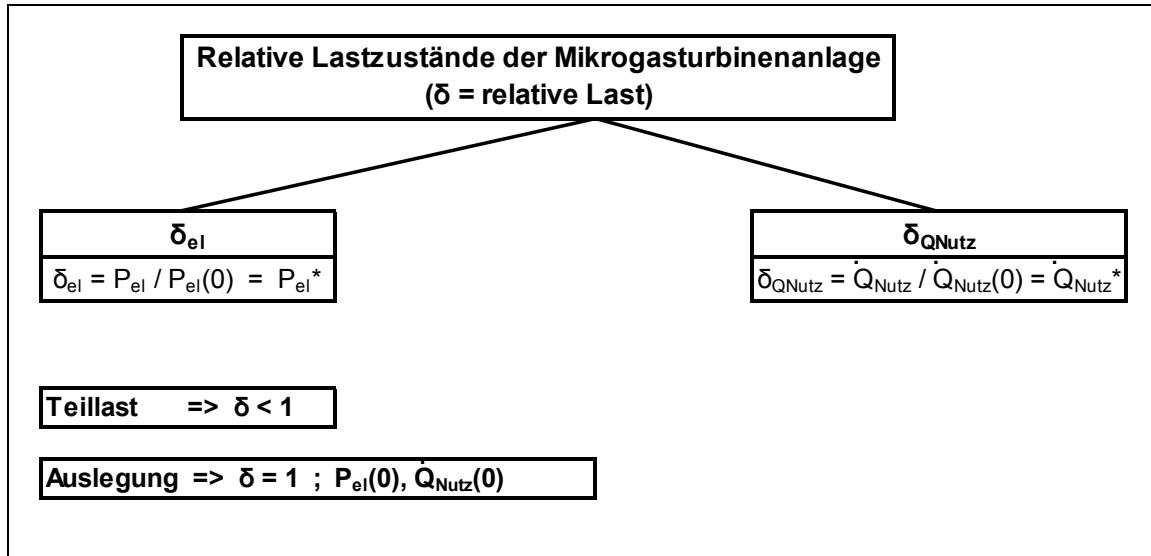 Relative Lastzustände der Mikrogasturbinenanlage
(δ = relative Last)
δel
δel = Pel / Pel(0) = Pel*
δQNutz
δQNutz = Q̇Nutz / Q̇Nutz(0) = Q̇Nutz*
Teillast => δ < 1
Auslegung => δ = 1 ; Pel(0), Q̇Nutz(0)